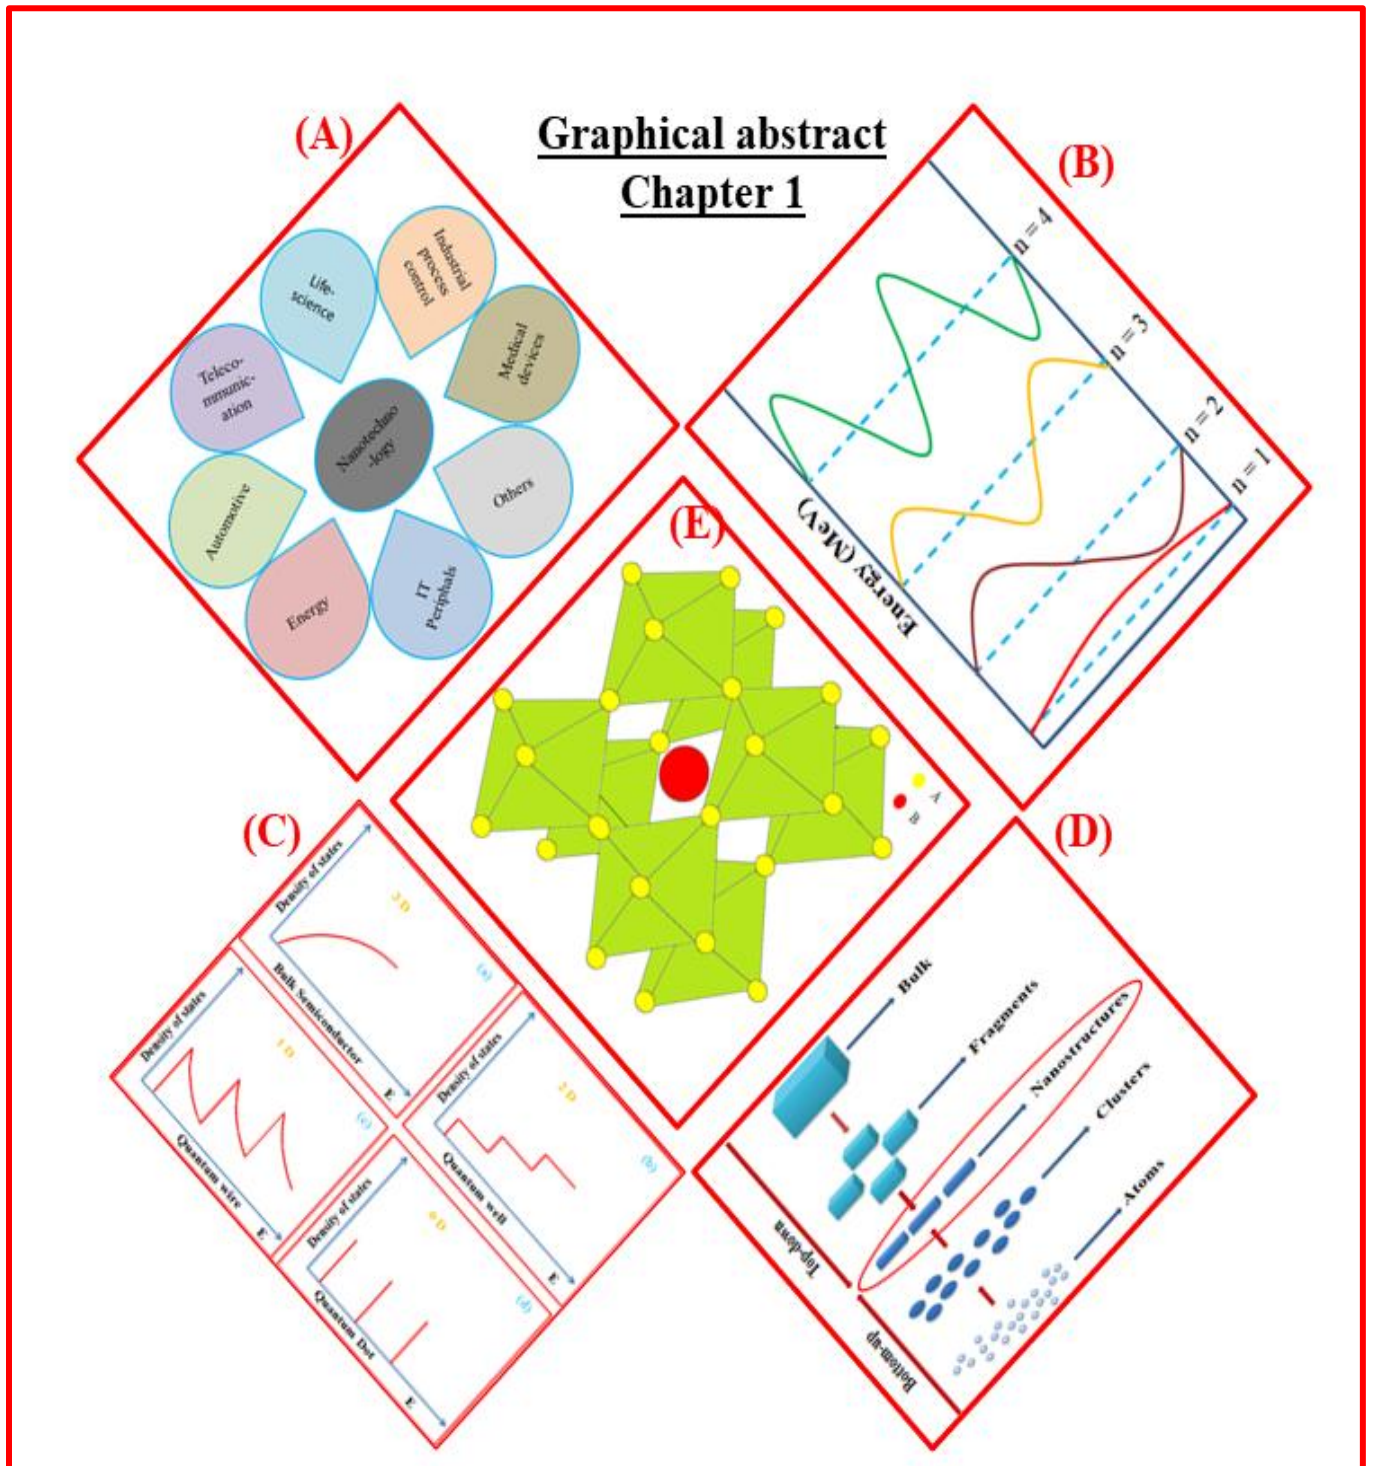 Graphical abstract
Chapter 1
(A)
Life-
science
Industrial
process
control
Medical
devices
Others
IT
Periphals
Energy
Automotive
Teleco-
mmunic-
ation
Nanotechno
-logy
(B)
n = 4
n = 3
n = 2
n = 1
Energy (MeV)
(E)
A
B
(C)
Density of states
3 D
(a)
Bulk Semiconductor
E
Density of states
1 D
(c)
Quantum wire
E
Density of states
2 D
(b)
Quantum well
E
Density of states
0 D
(d)
Quantum Dot
E
(D)
Bulk
Fragments
Nanostructures
Clusters
Atoms
Top-down
Bottom-up